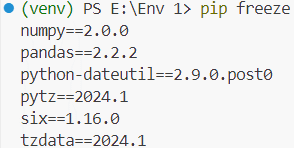 (venv) PS E:\Env 1> pip freeze
numpy==2.0.0
pandas==2.2.2
python-dateutil==2.9.0.post0
pytz==2024.1
six==1.16.0
tzdata==2024.1